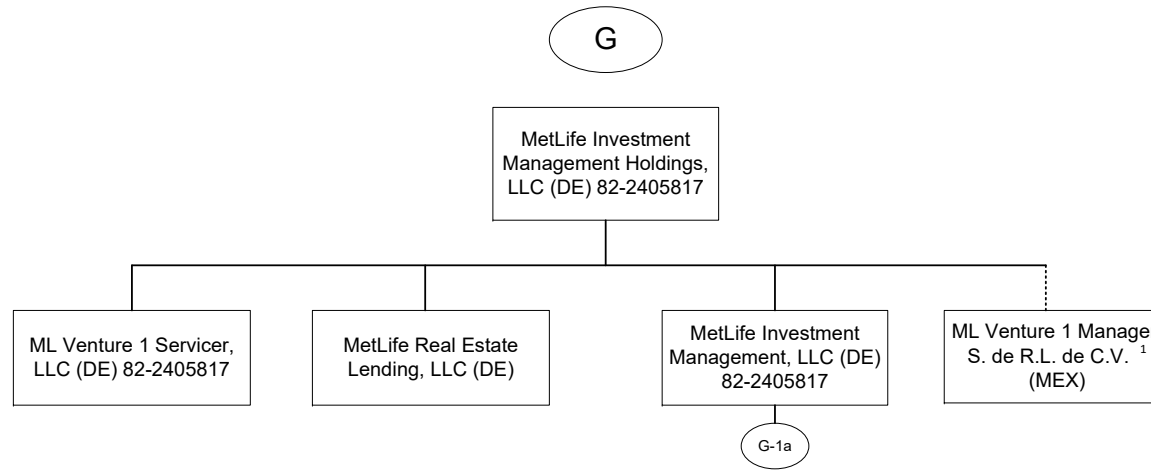 G
MetLife Investment
Management Holdings,
LLC (DE) 82-2405817
ML Venture 1 Servicer,
LLC (DE) 82-2405817
MetLife Real Estate
Lending, LLC (DE)
MetLife Investment
Management, LLC (DE)
82-2405817
ML Venture 1 Manage
S. de R.L. de C.V. 1
(MEX)
G-1a